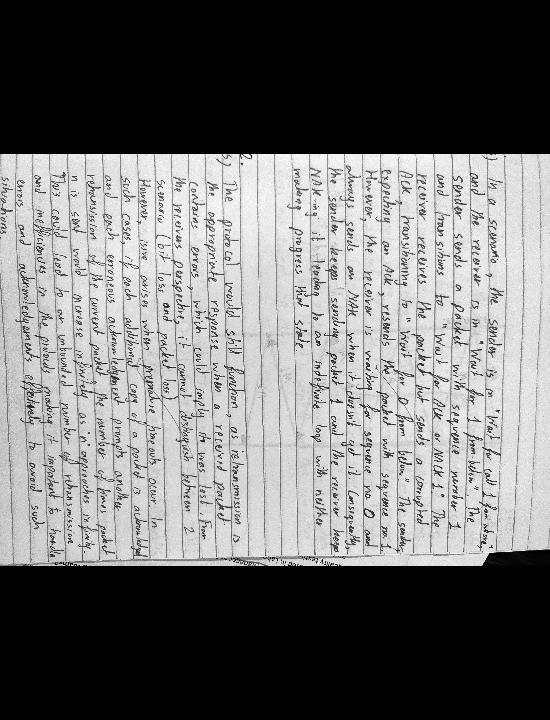 ) In a scenario, the sender is in "Wait for call 1 from above,"
and the receiver is in "Wait for 1 from below". The
sender sends a packet with sequence number 1
and transitions to "Wait for ACK or NACK 1." The
receiver receives the packet but sends a corrupted
ACK, transitioning to "Wait for 0 from below." The sender,
expecting an ACK, resends the packet with sequence no 1
However, the receiver is waiting for sequence no 0 and
always sends an NAK when it doesn't get it. Consequently,
the sender keeps sending packet 1 and the receiver keeps
NAKing it leading to an indefinite loop with neither
making progress that state.
2.
5) The protocol would still function, as retransmission is
the appropriate response when a received packet
contains errors, which could imply it was lost from
the receivers perspective, it cannot distinguish between 2
scenario (bit loss and packet loss)
However, issue arises when premature timeouts occur. In
such cases, if each additional copy of a packet is acknowledged
and each erroneous acknowledgement prompts another
retransmission of the current packet the number of times packet
n is sent would increase infinitely as 'n' approaches infinity.
This could lead to an unbounded number of retransmission
and inefficiencies in the process making it important to handle
errors and acknowledgements effectively to avoid such
situations